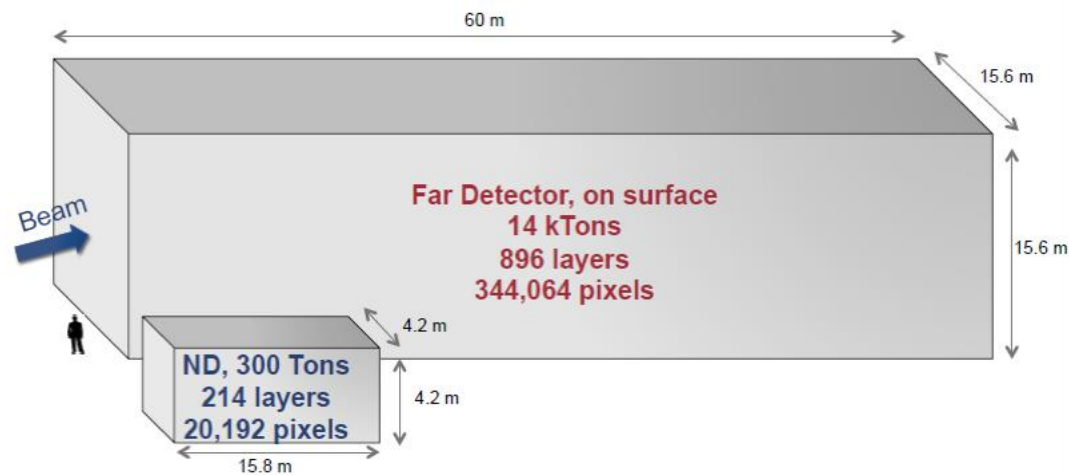 60 m
15.6 m
Beam
Far Detector, on surface
14 kTons
896 layers
344,064 pixels
15.6 m
4.2 m
ND, 300 Tons
214 layers
20,192 pixels
4.2 m
15.8 m